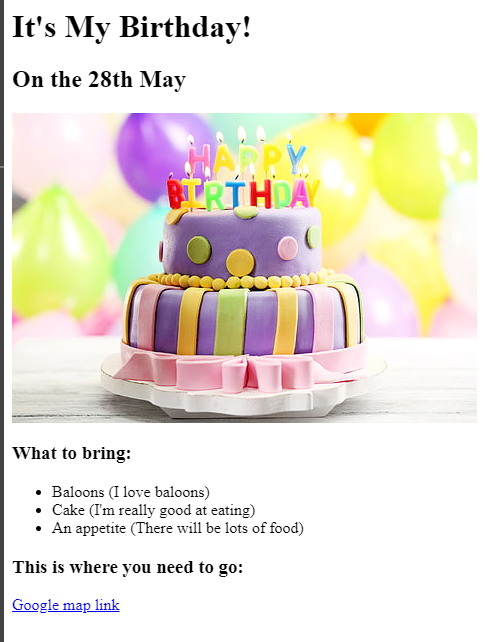 It's My Birthday!
On the 28th May
HAPPY
BIRTHDAY
What to bring:
Baloons (I love baloons)
Cake (I'm really good at eating)
An appetite (There will be lots of food)
This is where you need to go:
Google map link